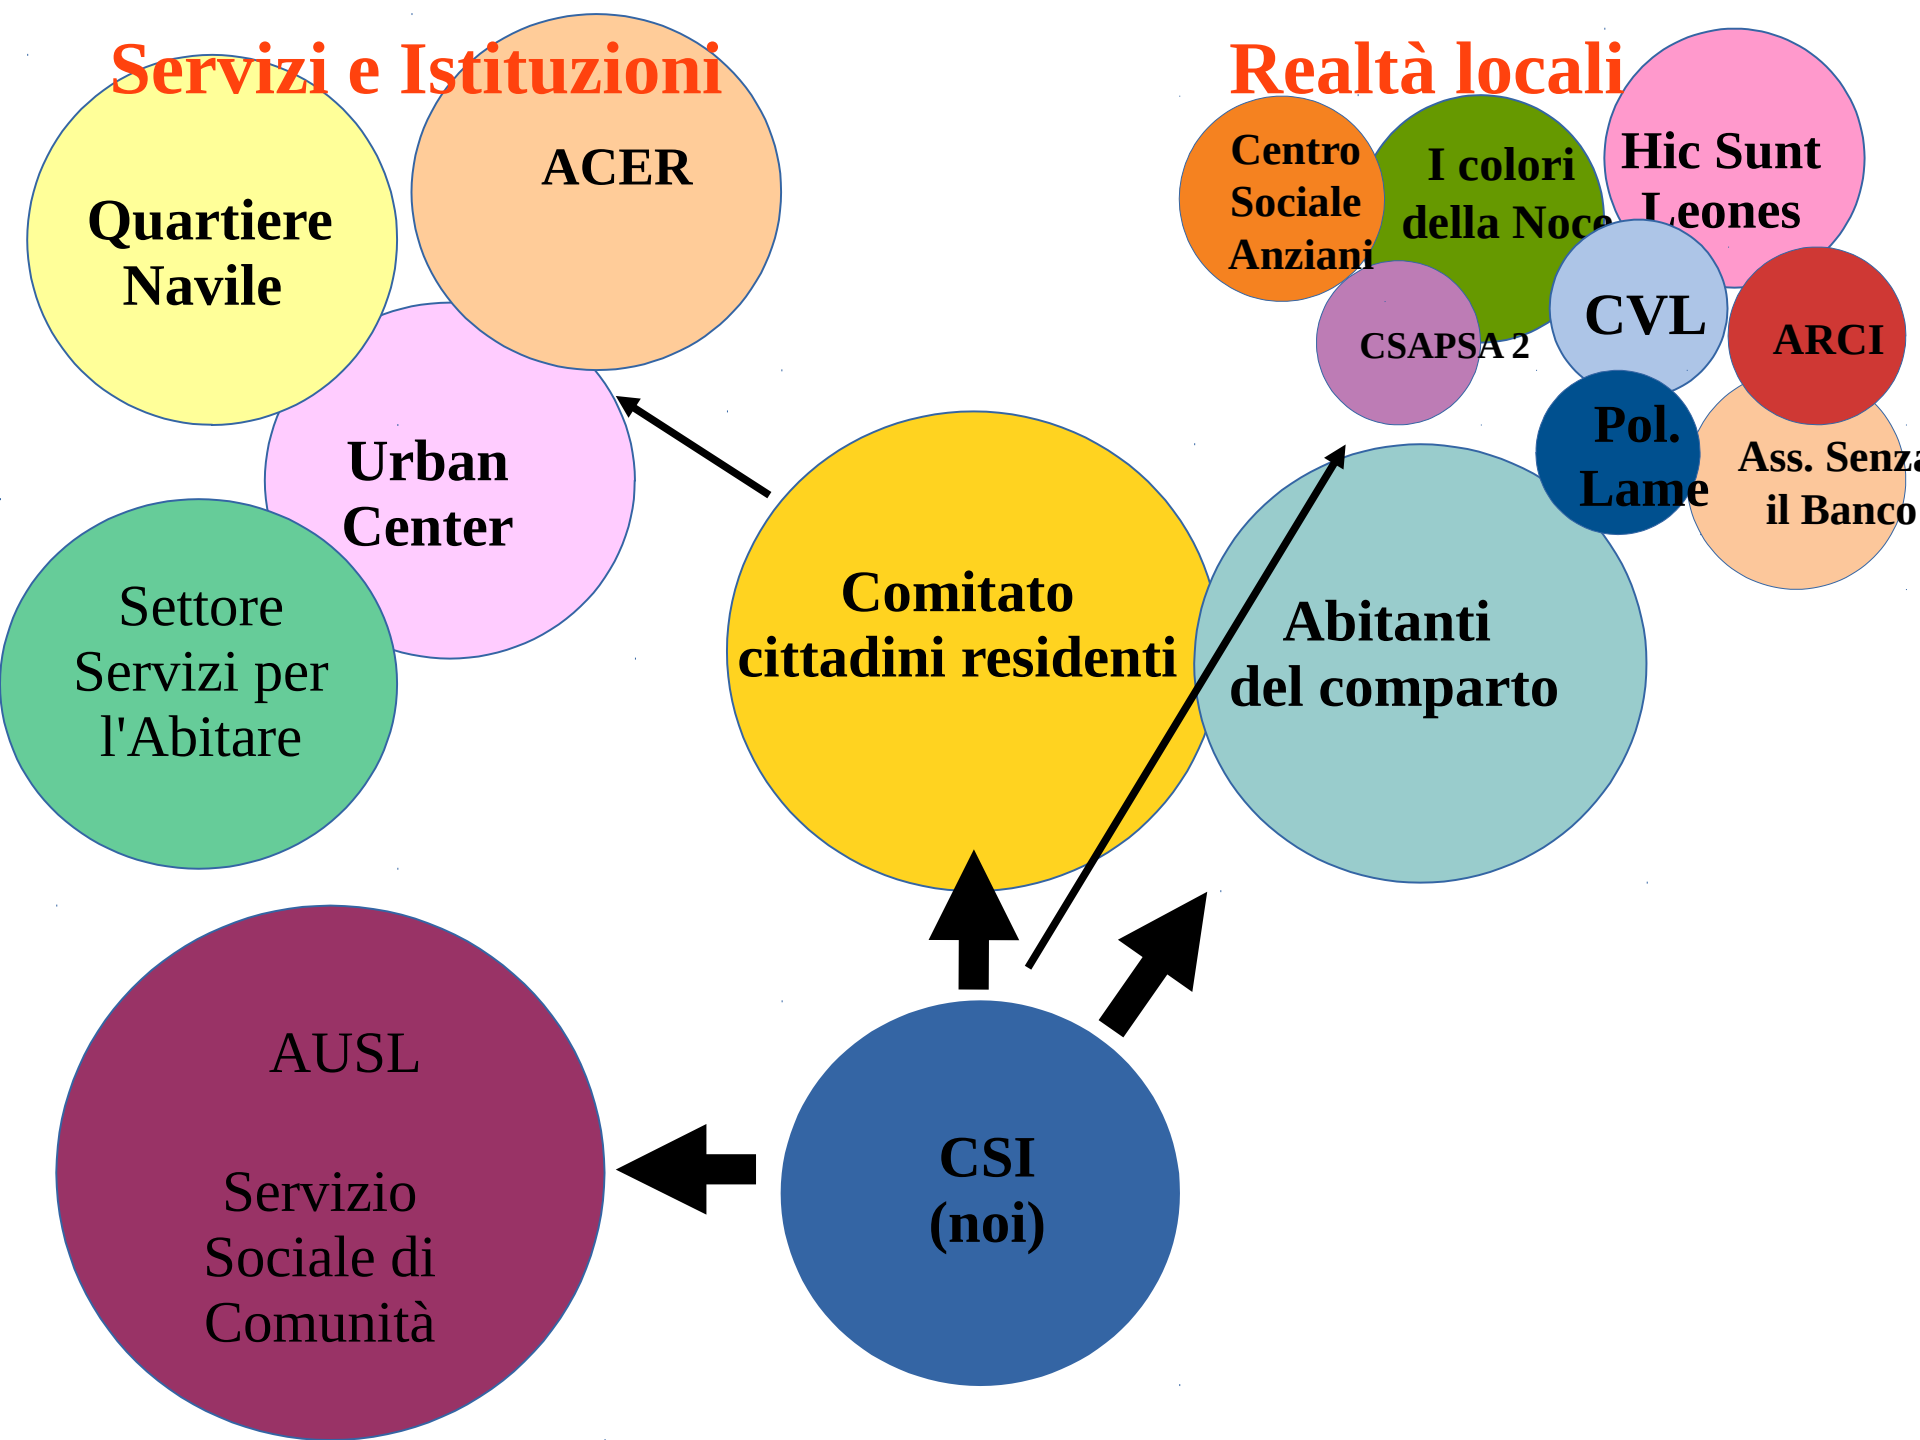 Servizi e Istituzioni
Quartiere
Navile
ACER
Urban
Center
Settore
Servizi per
l'Abitare
Realtà locali
Centro
Sociale
Anziani
I colori
della Noce
Hic Sunt
Leones
CSAPSA 2
CVL
ARCI
Pol.
Lame
Ass. Senza
il Banco
Comitato
cittadini residenti
Abitanti
del comparto
AUSL
Servizio
Sociale di
Comunità
CSI
(noi)